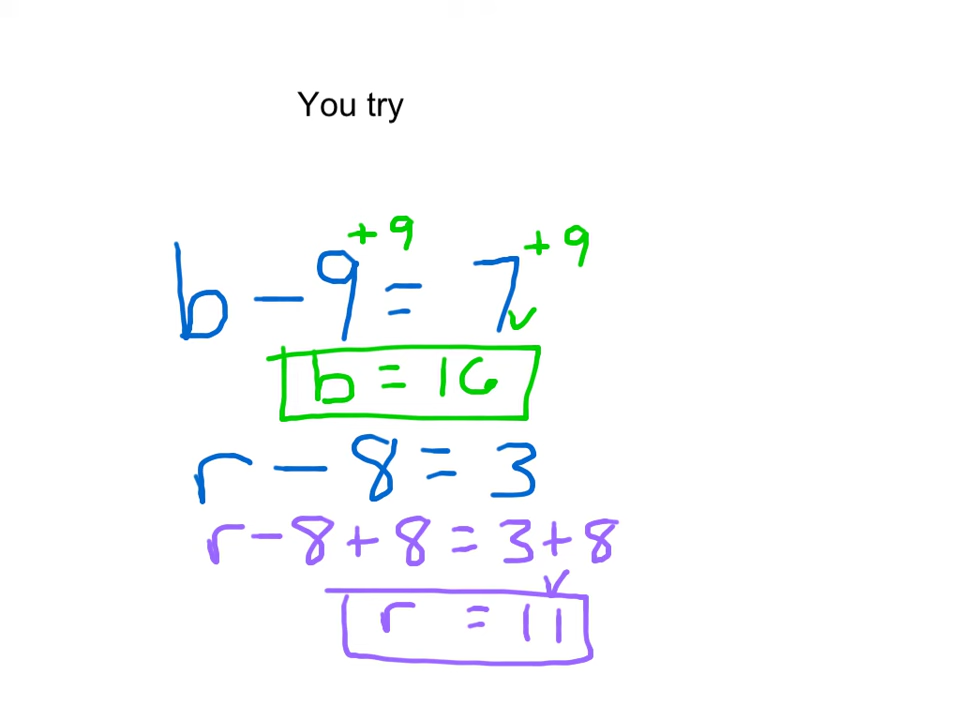 You try
+9 +9
b - 9 = 7
b = 16
r - 8 = 3
r - 8 + 8 = 3 + 8
r = 11